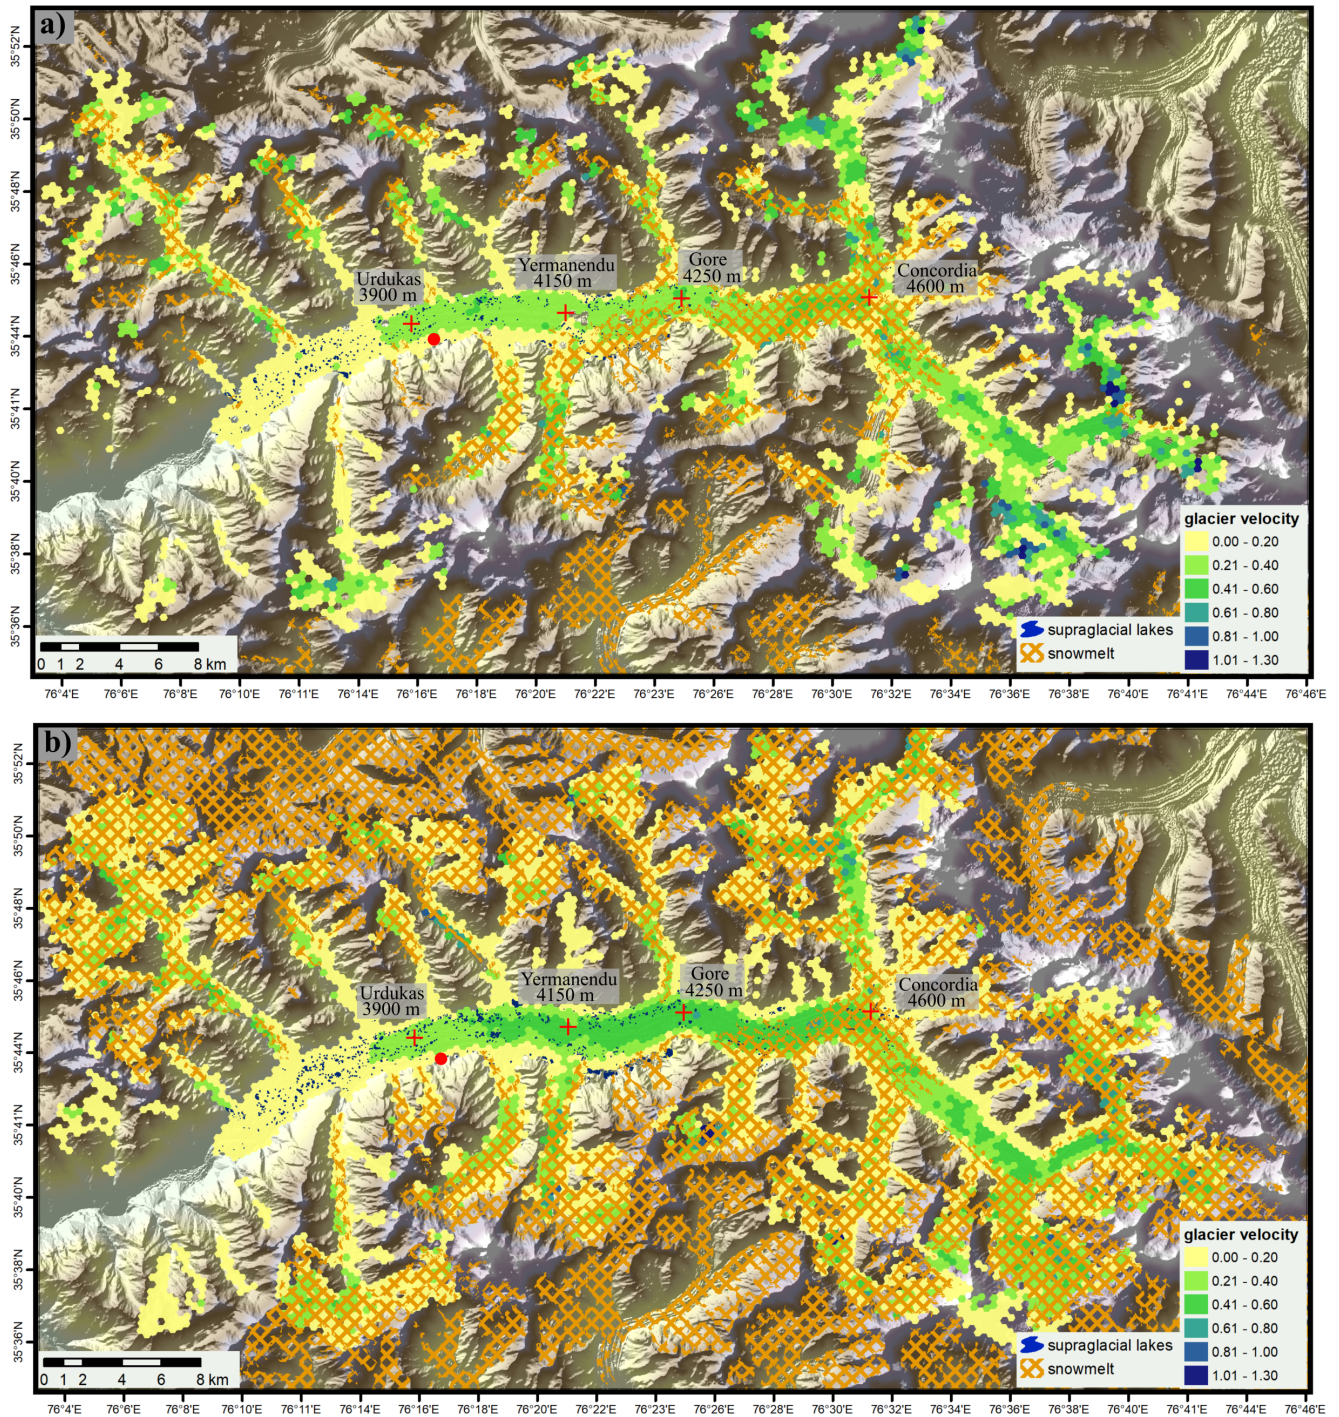 a)
35°52'N
35°50'N
35°48'N
35°46'N
35°44'N
35°41'N
35°40'N
35°38'N
35°36'N
Urdukas
3900 m
Yermanendu
4150 m
Gore
4250 m
Concordia
4600 m
glacier velocity
0.00 - 0.20
0.21 - 0.40
0.41 - 0.60
0.61 - 0.80
0.81 - 1.00
1.01 - 1.30
supraglacial lakes
snowmelt
0 1 2 4 6 8 km
76°4'E 76°6'E 76°8'E 76°10'E 76°11'E 76°14'E 76°16'E 76°20'E 76°22'E 76°23'E 76°26'E 76°28'E 76°30'E 76°32'E 76°34'E 76°36'E 76°38'E 76°40'E 76°42'E 76°44'E 76°46'E
b)
35°52'N
35°50'N
35°48'N
35°46'N
35°44'N
35°41'N
35°40'N
35°38'N
35°36'N
Urdukas
3900 m
Yermanendu
4150 m
Gore
4250 m
Concordia
4600 m
glacier velocity
0.00 - 0.20
0.21 - 0.40
0.41 - 0.60
0.61 - 0.80
0.81 - 1.00
1.01 - 1.30
supraglacial lakes
snowmelt
0 1 2 4 6 8 km
76°4'E 76°6'E 76°8'E 76°10'E 76°11'E 76°14'E 76°16'E 76°20'E 76°22'E 76°23'E 76°26'E 76°28'E 76°30'E 76°32'E 76°34'E 76°36'E 76°38'E 76°40'E 76°42'E 76°44'E 76°46'E